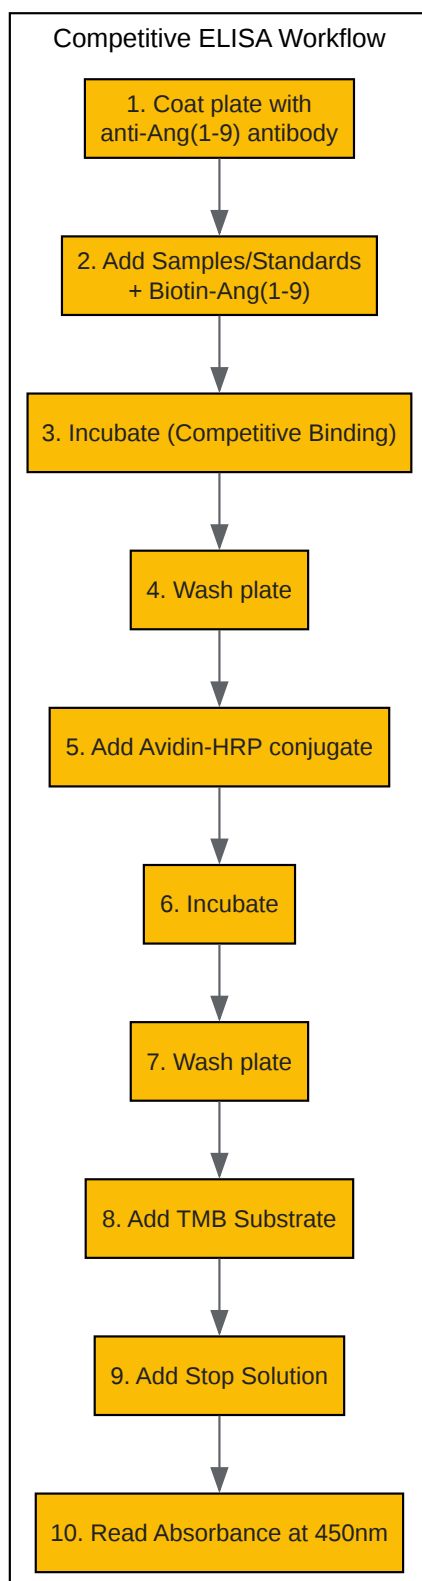 Competitive ELISA Workflow
1. Coat plate with
anti-Ang(1-9) antibody
2. Add Samples/Standards
+ Biotin-Ang(1-9)
3. Incubate (Competitive Binding)
4. Wash plate
5. Add Avidin-HRP conjugate
6. Incubate
7. Wash plate
8. Add TMB Substrate
9. Add Stop Solution
10. Read Absorbance at 450nm